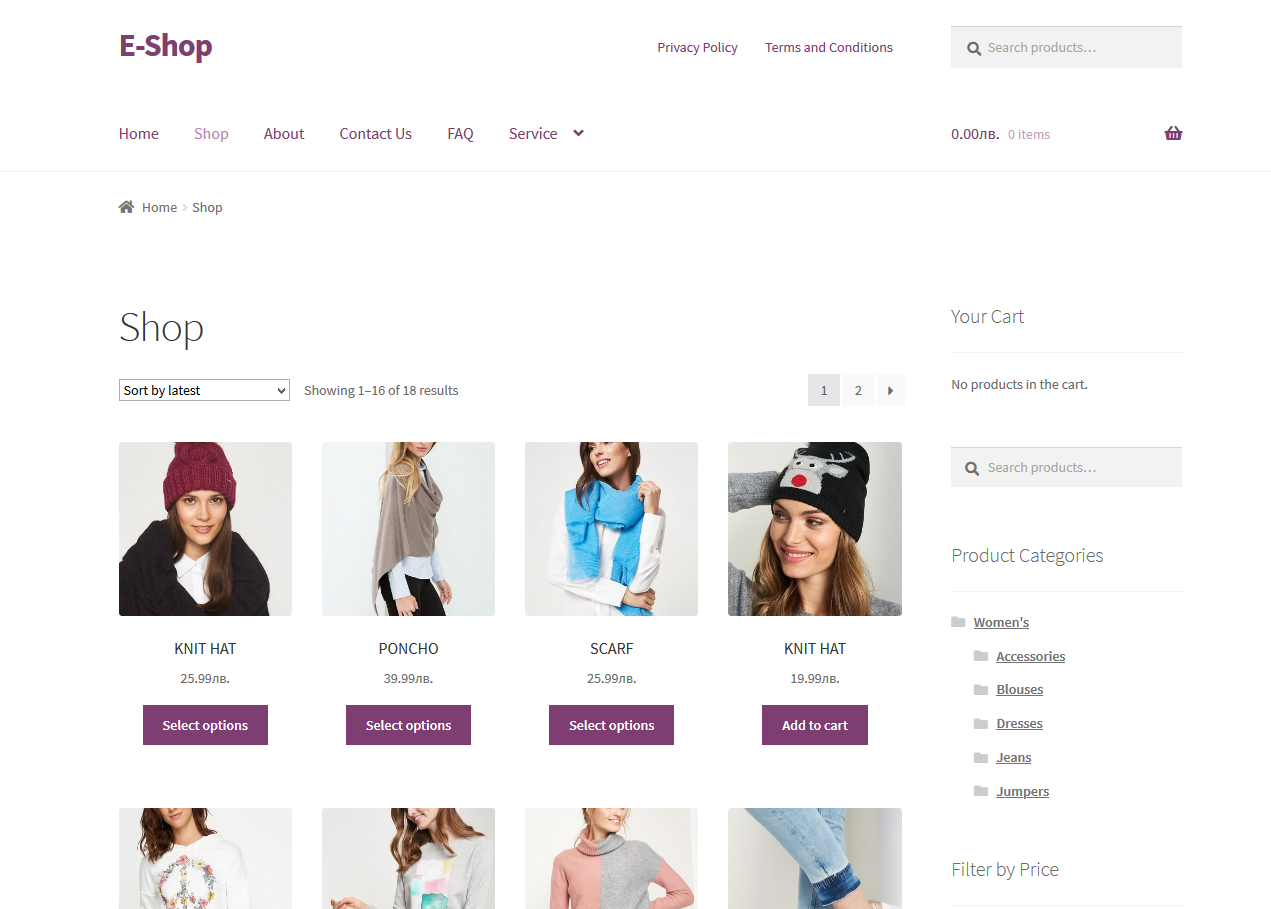 E-Shop
Privacy Policy
Terms and Conditions
Search products…
Home
Shop
About
Contact Us
FAQ
Service
0.00лв. 0 items
Home
Shop
Shop
Sort by latest
Showing 1–16 of 18 results
1
2
KNIT HAT
25.99лв.
Select options
PONCHO
39.99лв.
Select options
SCARF
25.99лв.
Select options
KNIT HAT
19.99лв.
Add to cart
Your Cart
No products in the cart.
Search products…
Product Categories
Women's
Accessories
Blouses
Dresses
Jeans
Jumpers
Filter by Price